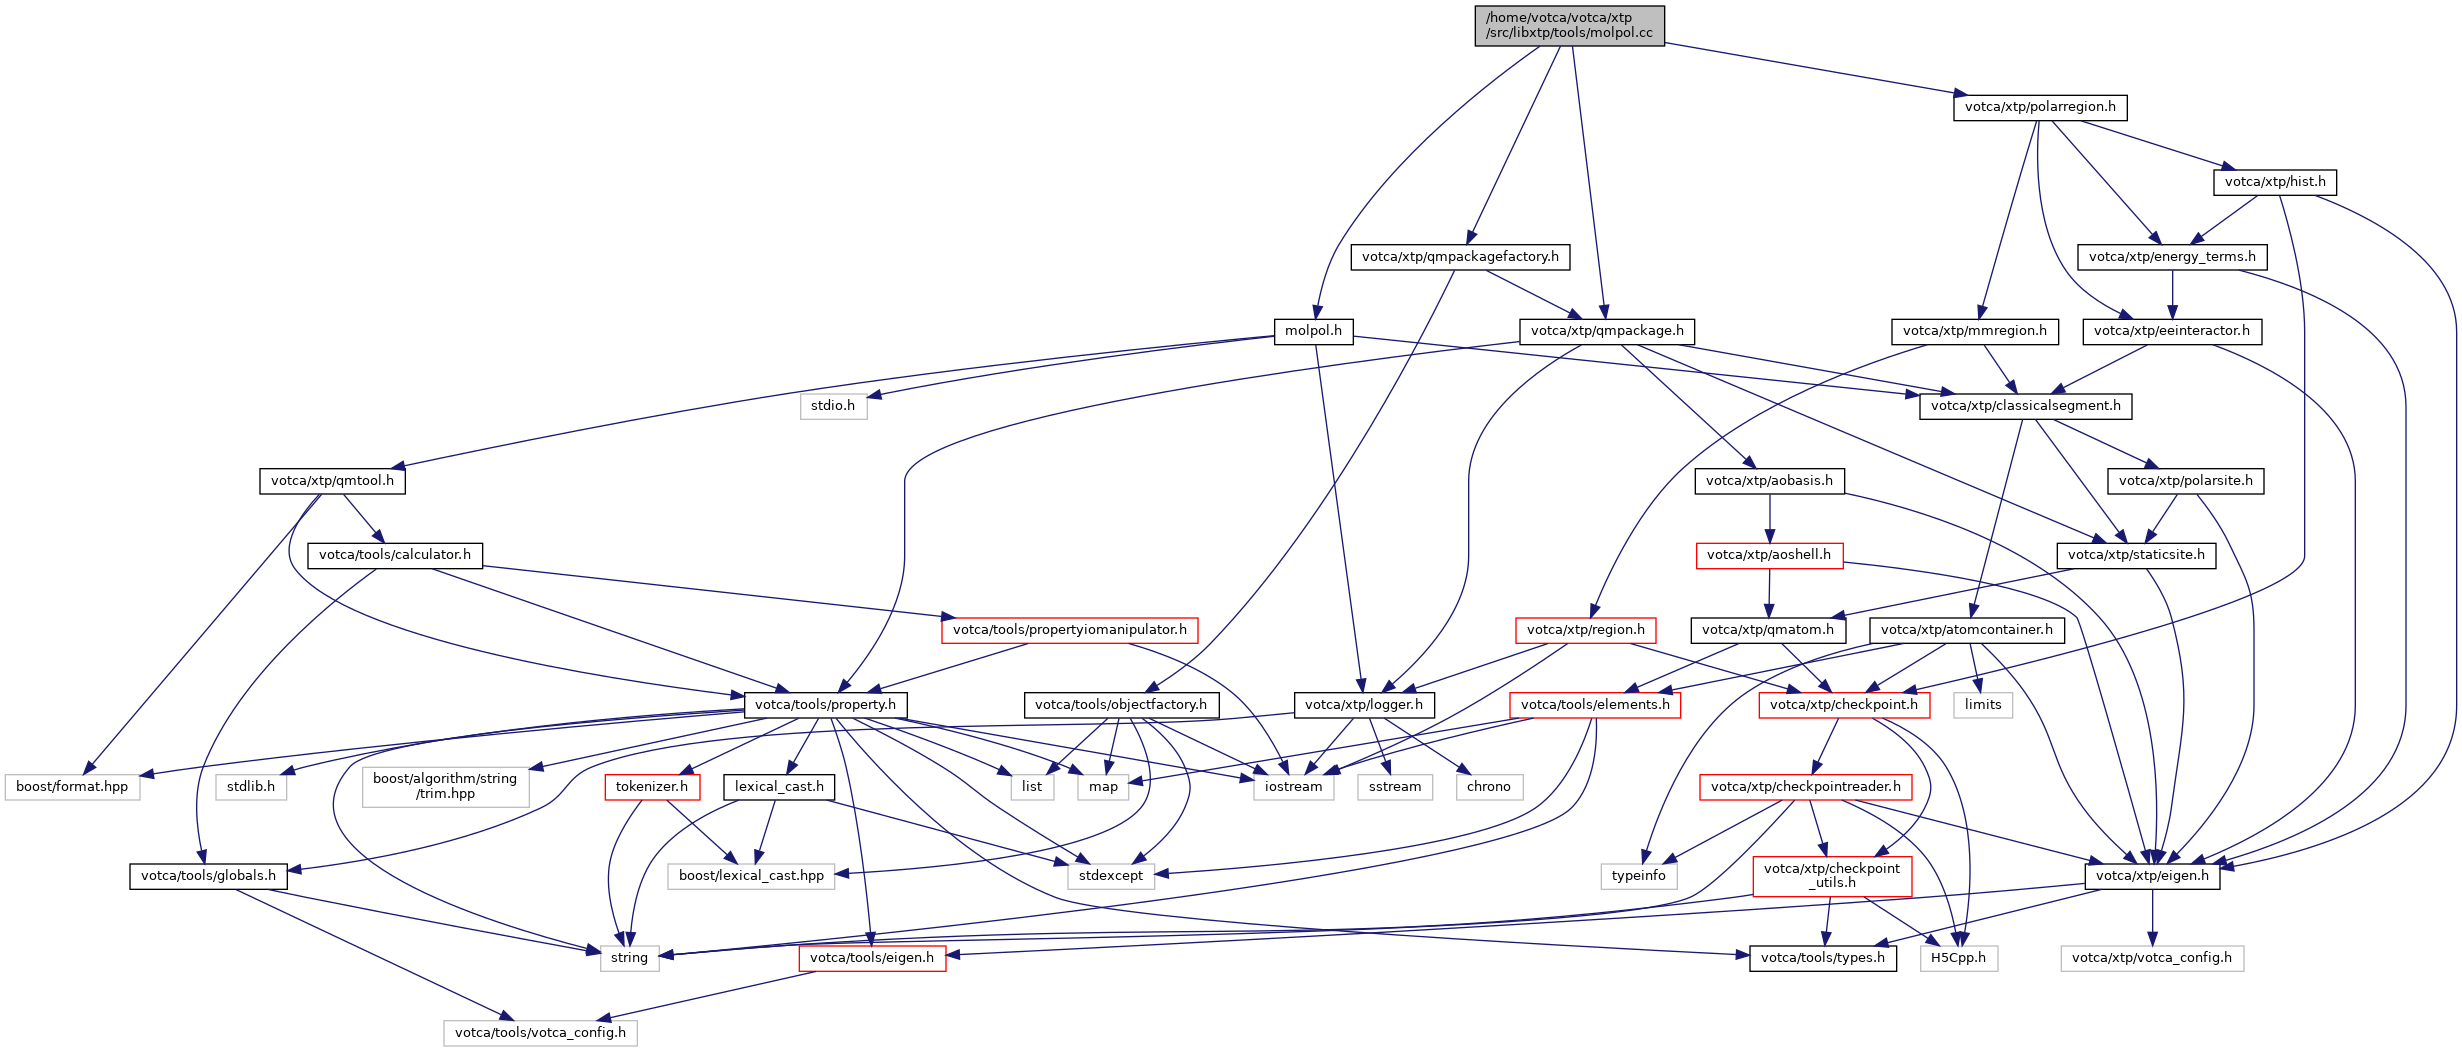 /home/votca/votca/xtp
/src/libxtp/tools/molpol.cc
votca/xtp/polarregion.h
votca/xtp/hist.h
votca/xtp/qmpackagefactory.h
votca/xtp/energy_terms.h
molpol.h
votca/xtp/qmpackage.h
votca/xtp/mmregion.h
votca/xtp/eeinteractor.h
stdio.h
votca/xtp/classicalsegment.h
votca/xtp/qmtool.h
votca/xtp/aobasis.h
votca/xtp/polarsite.h
votca/tools/calculator.h
votca/xtp/aoshell.h
votca/xtp/staticsite.h
votca/tools/propertyiomanipulator.h
votca/xtp/region.h
votca/xtp/qmatom.h
votca/xtp/atomcontainer.h
votca/tools/property.h
votca/tools/objectfactory.h
votca/xtp/logger.h
votca/tools/elements.h
votca/xtp/checkpoint.h
limits
boost/format.hpp
stdlib.h
boost/algorithm/string
/trim.hpp
tokenizer.h
lexical_cast.h
list
map
iostream
sstream
chrono
votca/xtp/checkpointreader.h
votca/tools/globals.h
boost/lexical_cast.hpp
stdexcept
typeinfo
votca/xtp/checkpoint
_utils.h
votca/xtp/eigen.h
string
votca/tools/eigen.h
votca/tools/types.h
H5Cpp.h
votca/xtp/votca_config.h
votca/tools/votca_config.h